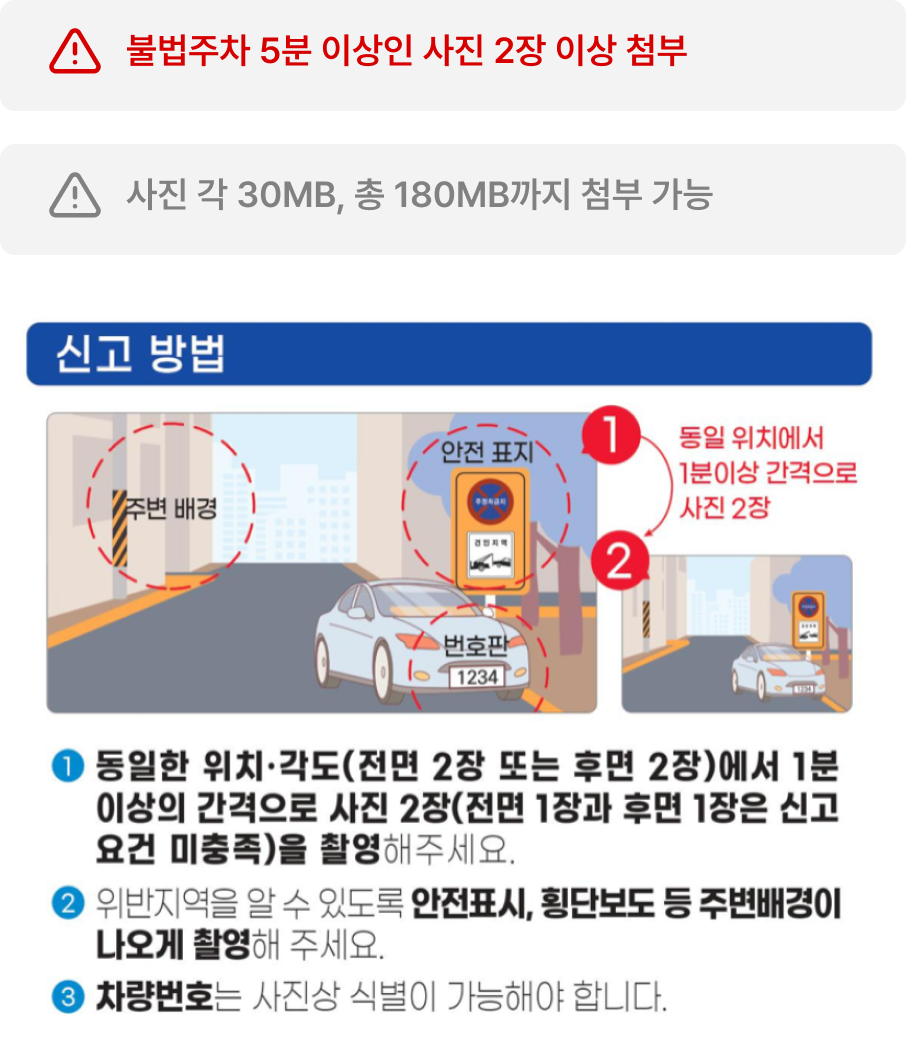 불법주차 5분 이상인 사진 2장 이상 첨부
사진 각 30MB, 총 180MB까지 첨부 가능
신고 방법
주변 배경
안전 표지
주정차금지
견인지역
번호판
1234
1
동일 위치에서
1분이상 간격으로
사진 2장
2
1234
1 동일한 위치·각도(전면 2장 또는 후면 2장)에서 1분
이상의 간격으로 사진 2장(전면 1장과 후면 1장은 신고
요건 미충족)을 촬영해주세요.
2 위반지역을 알 수 있도록 안전표시, 횡단보도 등 주변배경이
나오게 촬영해 주세요.
3 차량번호는 사진상 식별이 가능해야 합니다.